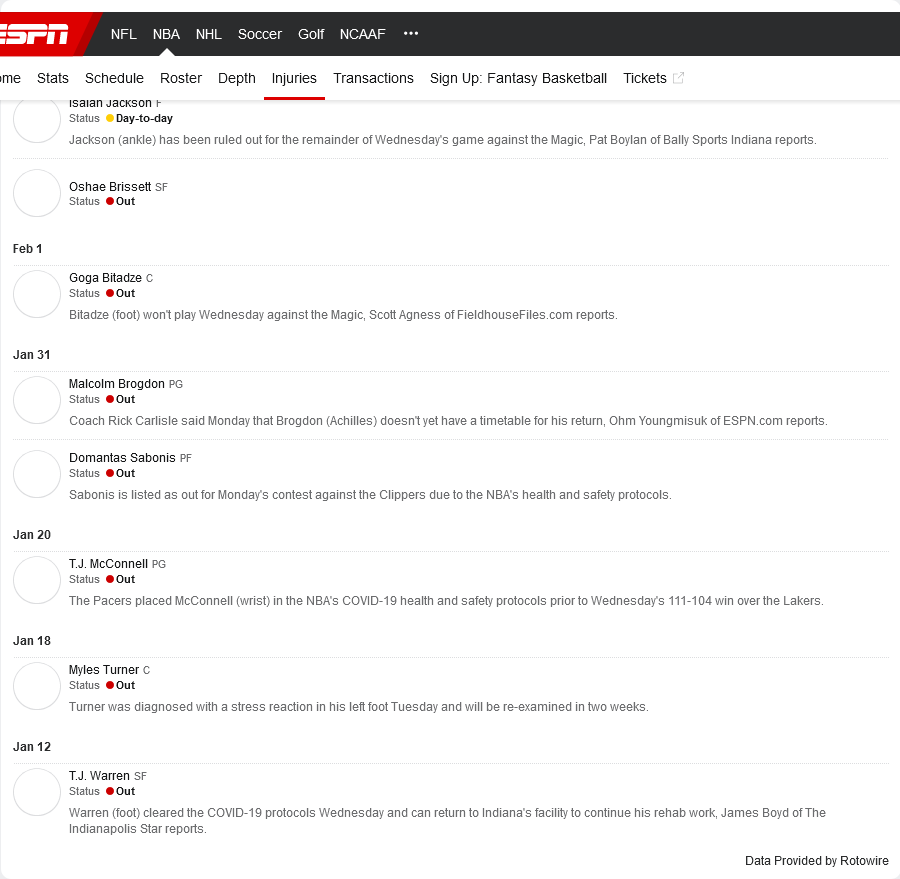 ESPN
NFL NBA NHL Soccer Golf NCAAF •••
ome Stats Schedule Roster Depth Injuries Transactions Sign Up: Fantasy Basketball Tickets
Isaiah Jackson F
Status Day-to-day
Jackson (ankle) has been ruled out for the remainder of Wednesday's game against the Magic, Pat Boylan of Bally Sports Indiana reports.
Oshae Brissett SF
Status Out
Feb 1
Goga Bitadze C
Status Out
Bitadze (foot) won't play Wednesday against the Magic, Scott Agness of FieldhouseFiles.com reports.
Jan 31
Malcolm Brogdon PG
Status Out
Coach Rick Carlisle said Monday that Brogdon (Achilles) doesn't yet have a timetable for his return, Ohm Youngmisuk of ESPN.com reports.
Domantas Sabonis PF
Status Out
Sabonis is listed as out for Monday's contest against the Clippers due to the NBA's health and safety protocols.
Jan 20
T.J. McConnell PG
Status Out
The Pacers placed McConnell (wrist) in the NBA's COVID-19 health and safety protocols prior to Wednesday's 111-104 win over the Lakers.
Jan 18
Myles Turner C
Status Out
Turner was diagnosed with a stress reaction in his left foot Tuesday and will be re-examined in two weeks.
Jan 12
T.J. Warren SF
Status Out
Warren (foot) cleared the COVID-19 protocols Wednesday and can return to Indiana's facility to continue his rehab work, James Boyd of The
Indianapolis Star reports.
Data Provided by Rotowire